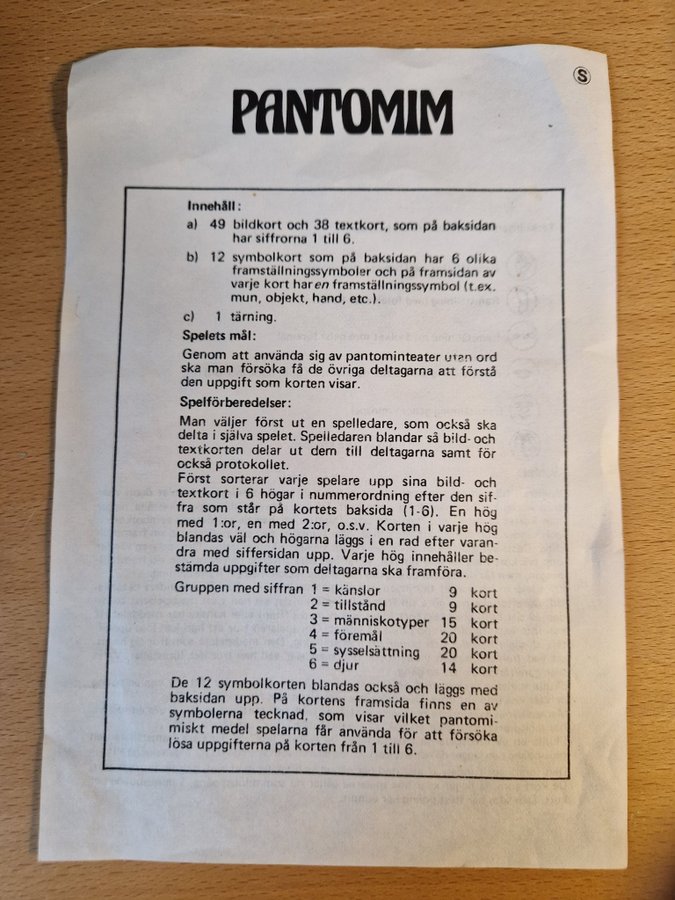 S
PANTOMIM
Innehåll:
a) 49 bildkort och 38 textkort, som på baksidan
har siffrorna 1 till 6.
b) 12 symbolkort som på baksidan har 6 olika
framställningssymboler och på framsidan av
varje kort har en framställningssymbol (t.ex.
mun, objekt, hand, etc.).
c) 1 tärning.
Spelets mål:
Genom att använda sig av pantominteater utan ord
ska man försöka få de övriga deltagarna att förstå
den uppgift som korten visar.
Spelförberedelser:
Man väljer först ut en spelledare, som också ska
delta i själva spelet. Spelledaren blandar så bild- och
textkorten delar ut dem till deltagarna samt för
också protokollet.
Först sorterar varje spelare upp sina bild- och
textkort i 6 högar i nummerordning efter den sif-
fra som står på kortets baksida (1-6). En hög
med 1:or, en med 2:or, o.s.v. Korten i varje hög
blandas väl och högarna läggs i en rad efter varan-
dra med siffersidan upp. Varje hög innehåller be-
stämda uppgifter som deltagarna ska framföra.
Gruppen med siffran 1 = känslor 9 kort
2 = tillstånd 9 kort
3 = människotyper 15 kort
4 = föremål 20 kort
5 = sysselsättning 20 kort
6 = djur 14 kort
De 12 symbolkorten blandas också och läggs med
baksidan upp. På kortens framsida finns en av
symbolerna tecknad, som visar vilket pantomi-
miskt medel spelarna får använda för att försöka
lösa uppgifterna på korten från 1 till 6.